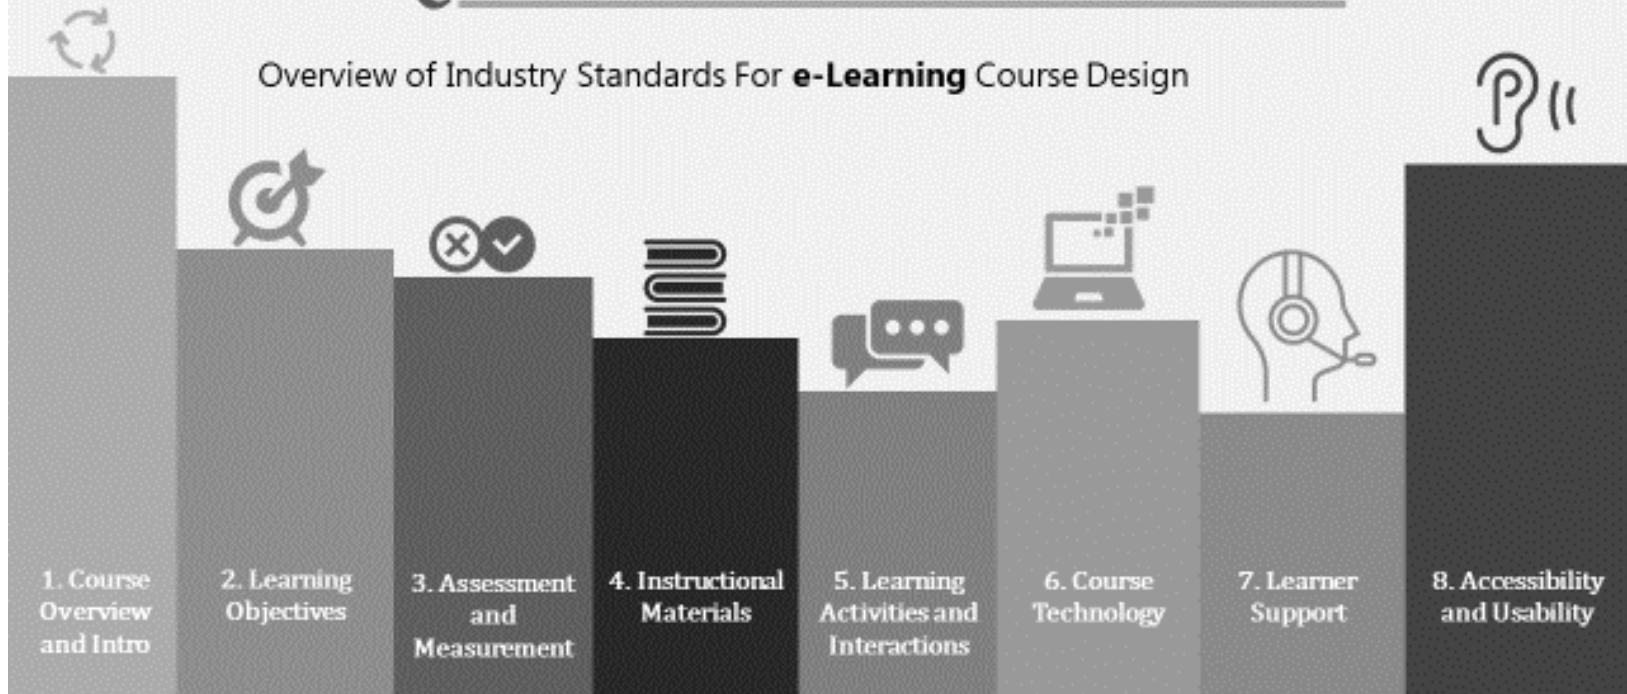 Overview of Industry Standards For e-Learning Course Design
1. Course
Overview
and Intro
2. Learning
Objectives
3. Assessment
and
Measurement
4. Instructional
Materials
5. Learning
Activities and
Interactions
6. Course
Technology
7. Learner
Support
8. Accessibility
and Usability